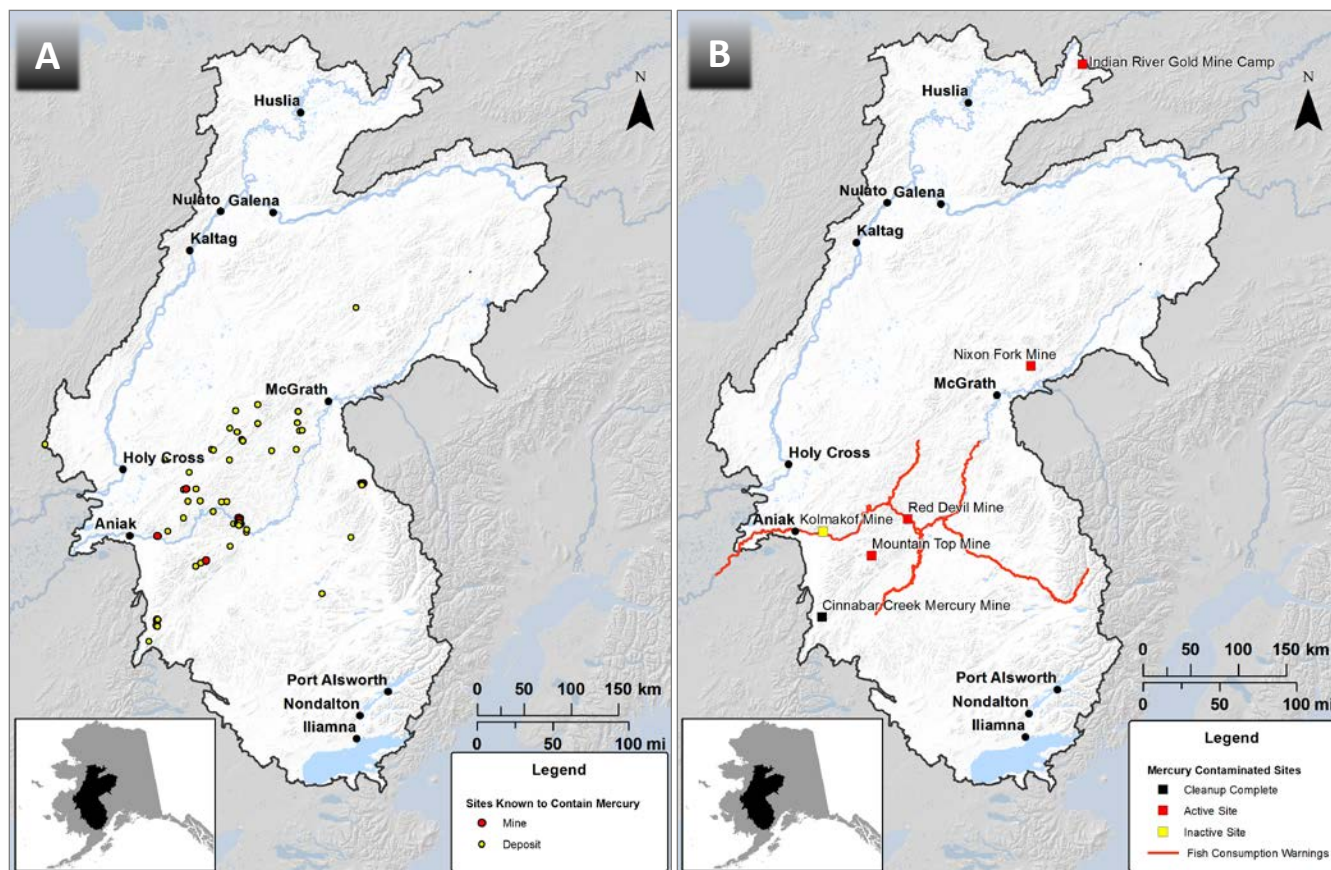 A
N
Huslia
Nulato Galena
Kaltag
McGrath
Holy Cross
Aniak
Port Alsworth
Nondalton
Iliamna
0 50 100 150 km
0 50 100 mi
Legend
Sites Known to Contain Mercury
Mine
Deposit
B
Indian River Gold Mine Camp
N
Huslia
Nulato Galena
Kaltag
Nixon Fork Mine
McGrath
Holy Cross
Red Devil Mine
Aniak Kolmakof Mine
Mountain Top Mine
Cinnabar Creek Mercury Mine
Port Alsworth
Nondalton
Iliamna
0 50 100 150 km
0 50 100 mi
Legend
Mercury Contaminated Sites
Cleanup Complete
Active Site
Inactive Site
Fish Consumption Warnings